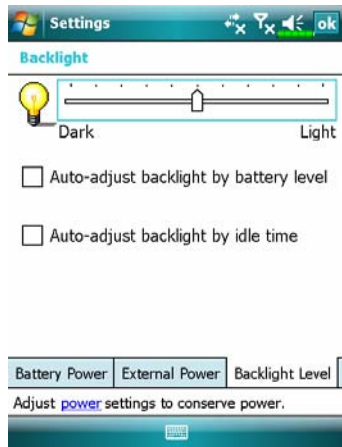 Settings
ok
Backlight
Dark Light
Auto-adjust backlight by battery level
Auto-adjust backlight by idle time
Battery Power External Power Backlight Level
Adjust power settings to conserve power.